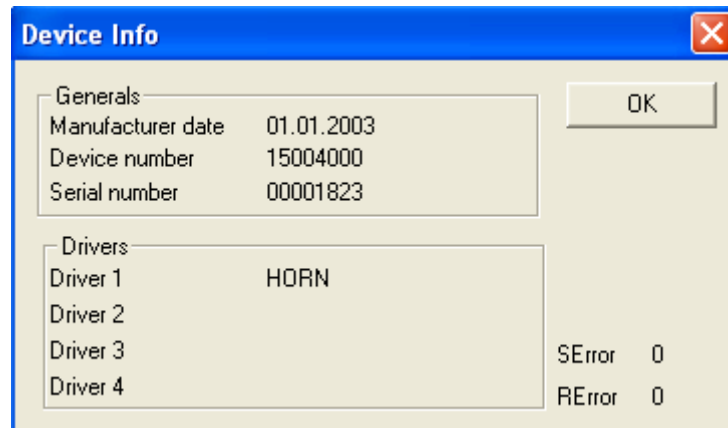 Device Info
Generals
OK
Manufacturer date 01.01.2003
Device number 15004000
Serial number 00001823
Drivers
Driver 1 HORN
Driver 2
Driver 3
SError 0
Driver 4
RError 0